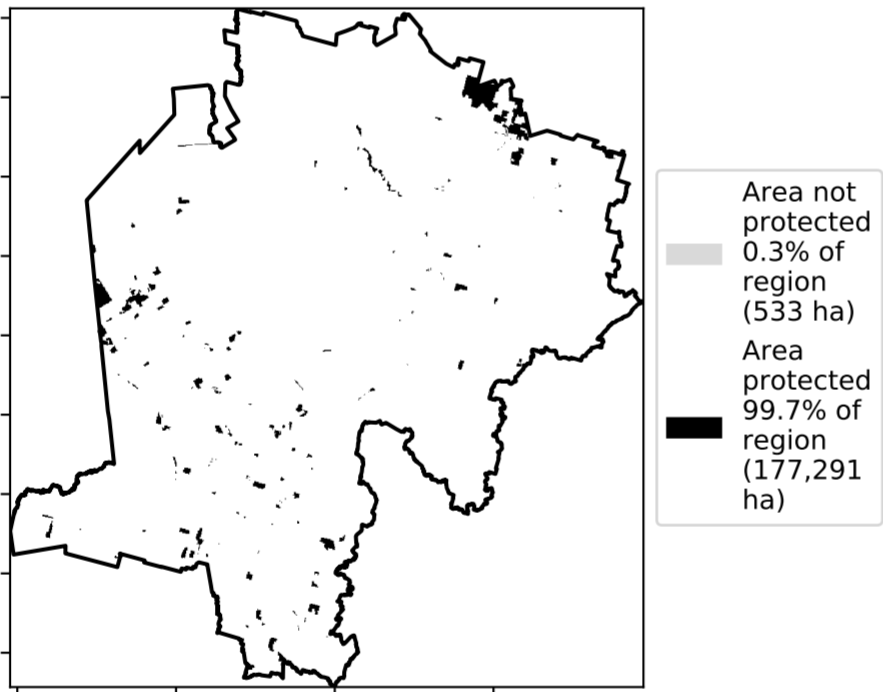 Area not
protected
0.3% of
region
(533 ha)
Area
protected
99.7% of
region
(177,291
ha)